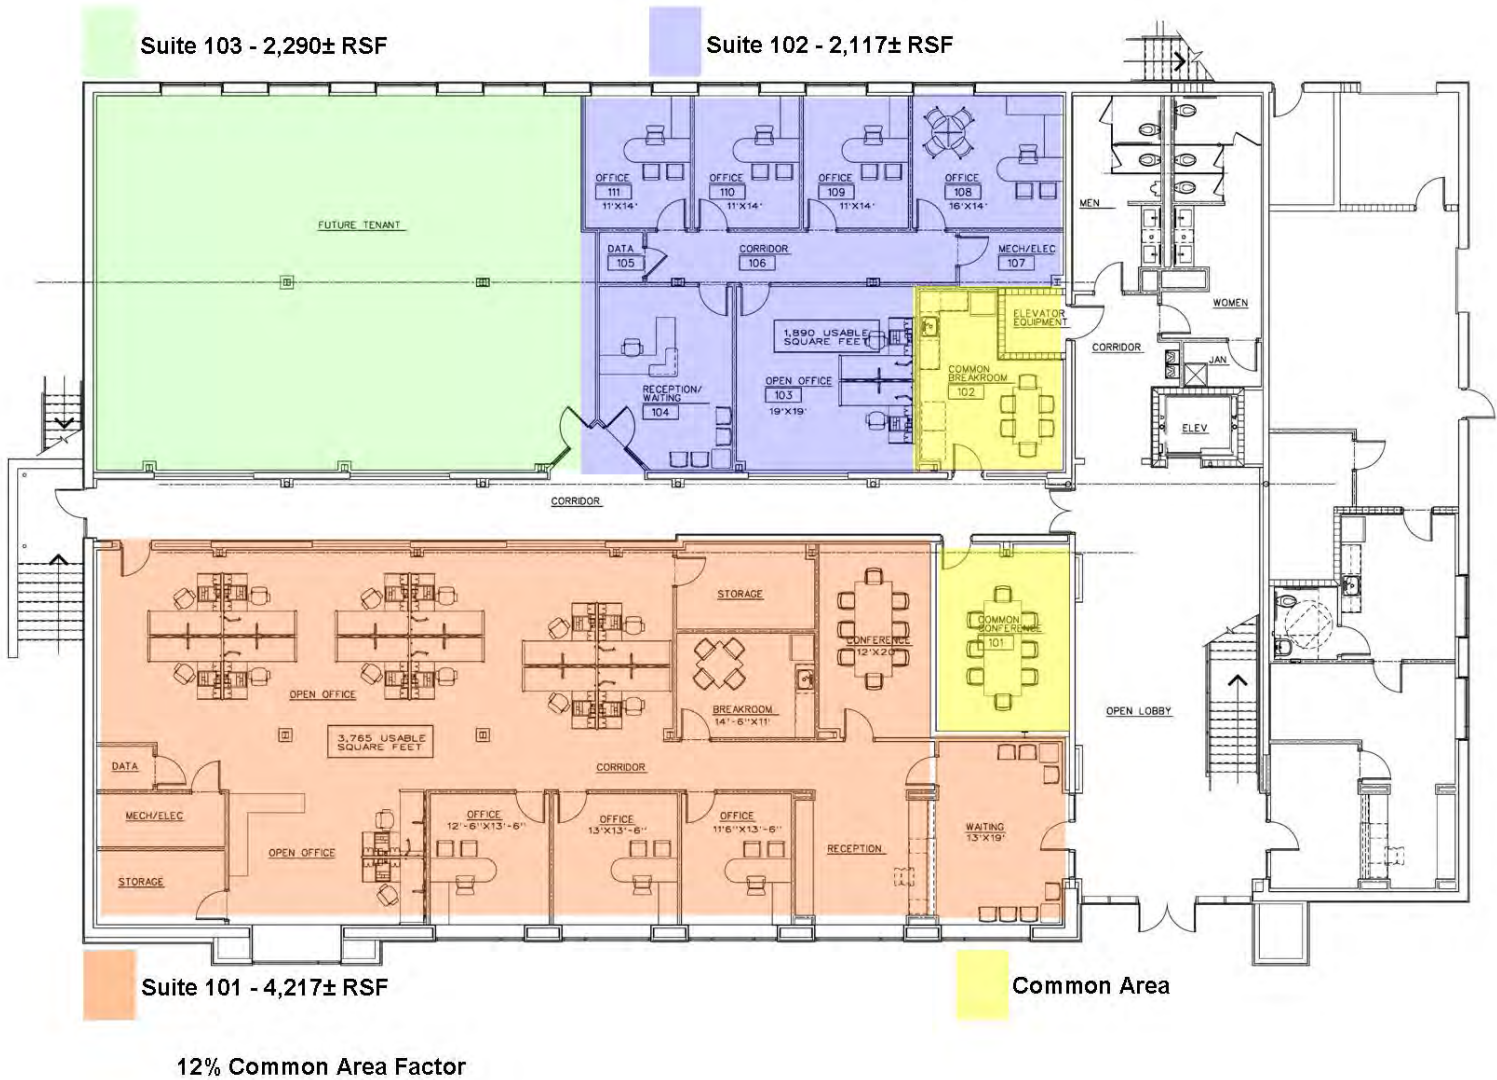 Suite 103 - 2,290± RSF
Suite 102 - 2,117± RSF
FUTURE TENANT
OFFICE
111
11'X14'
OFFICE
110
11'X14'
OFFICE
109
11'X14'
OFFICE
108
16'X14'
MEN
WOMEN
DATA
105
CORRIDOR
106
MECH/ELEC
107
ELEVATOR
EQUIPMENT
CORRIDOR
JAN
ELEV
1,890 USABLE
SQUARE FEET
RECEPTION/
WAITING
104
OPEN OFFICE
103
19'X19'
COMMON
BREAKROOM
102
CORRIDOR
STORAGE
CONFERENCE
12'X20'
COMMON
CONFERENCE
101
OPEN OFFICE
BREAKROOM
14'-6"X11'
OPEN LOBBY
3,765 USABLE
SQUARE FEET
DATA
CORRIDOR
MECH/ELEC
OFFICE
12'-6"X13'-6"
OFFICE
13'X13'-6"
OFFICE
11'6"X13'-6"
WAITING
13'X19'
OPEN OFFICE
RECEPTION
STORAGE
Suite 101 - 4,217± RSF
Common Area
12% Common Area Factor